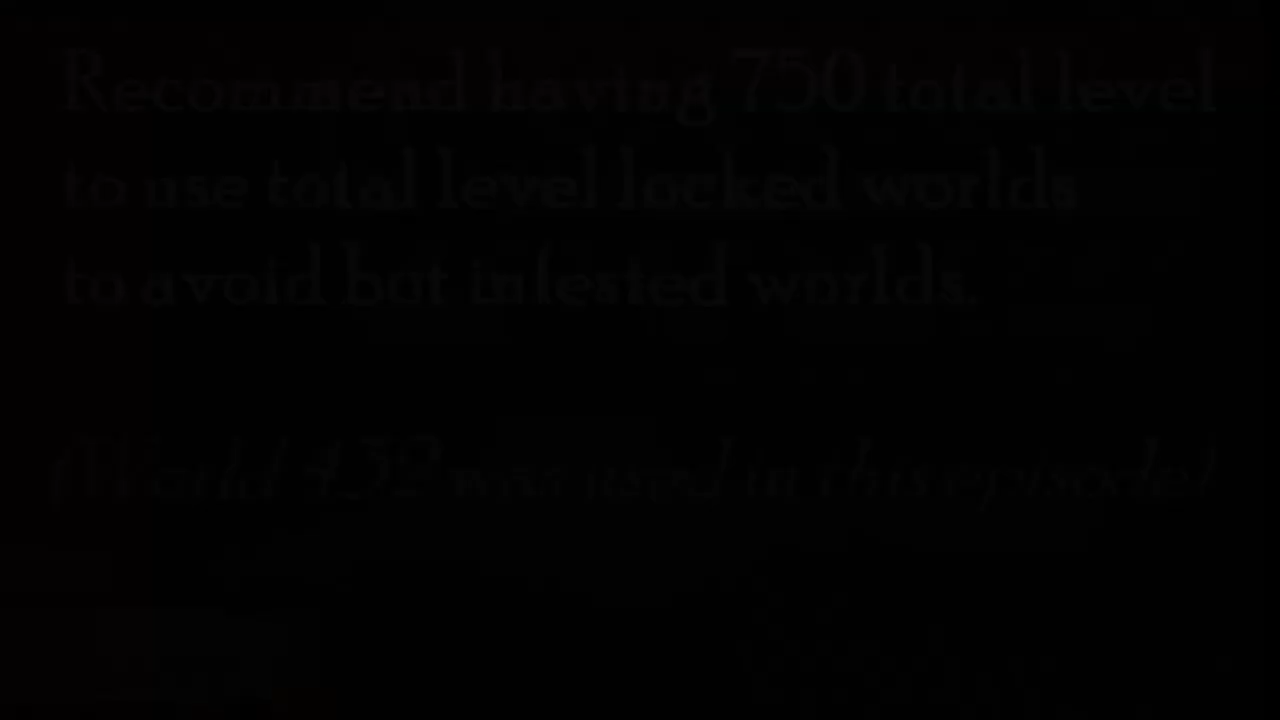 Recommend having 750 total level
to use total level locked worlds
to avoid bot infested worlds.
(World 432 was used in this episode)